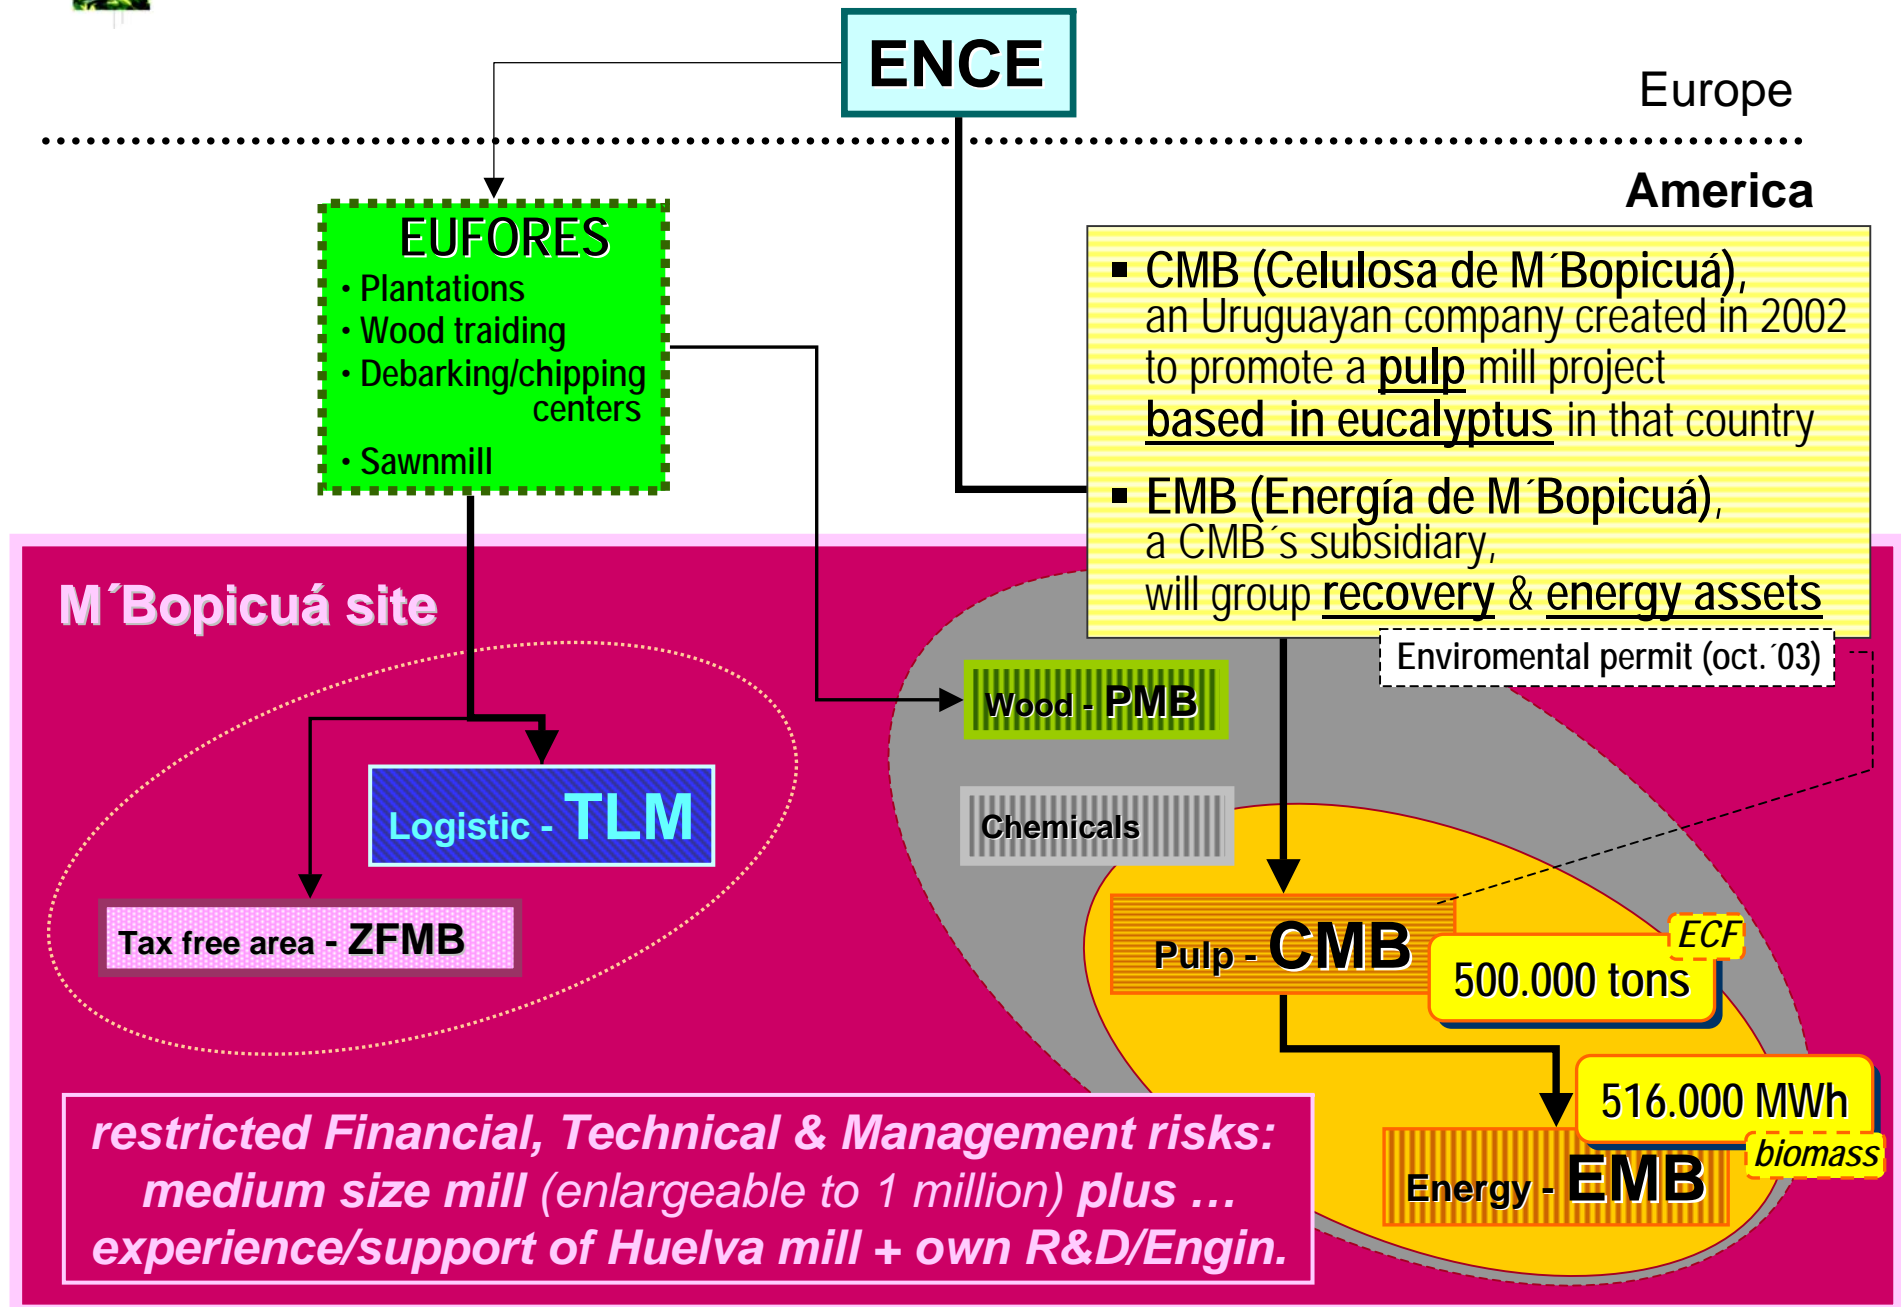 ENCE
Europe
America
EUFORES
· Plantations
· Wood traiding
· Debarking/chipping
centers
· Sawnmill
▪ CMB (Celulosa de M´Bopicuá),
an Uruguayan company created in 2002
to promote a pulp mill project
based in eucalyptus in that country
▪ EMB (Energía de M´Bopicuá),
a CMB´s subsidiary,
will group recovery & energy assets
Enviromental permit (oct.´03)
M´Bopicuá site
Wood - PMB
Logistic - TLM
Chemicals
Tax free area - ZFMB
Pulp - CMB
ECF
500.000 tons
516.000 MWh
biomass
Energy - EMB
restricted Financial, Technical & Management risks:
medium size mill (enlargeable to 1 million) plus ...
experience/support of Huelva mill + own R&D/Engin.